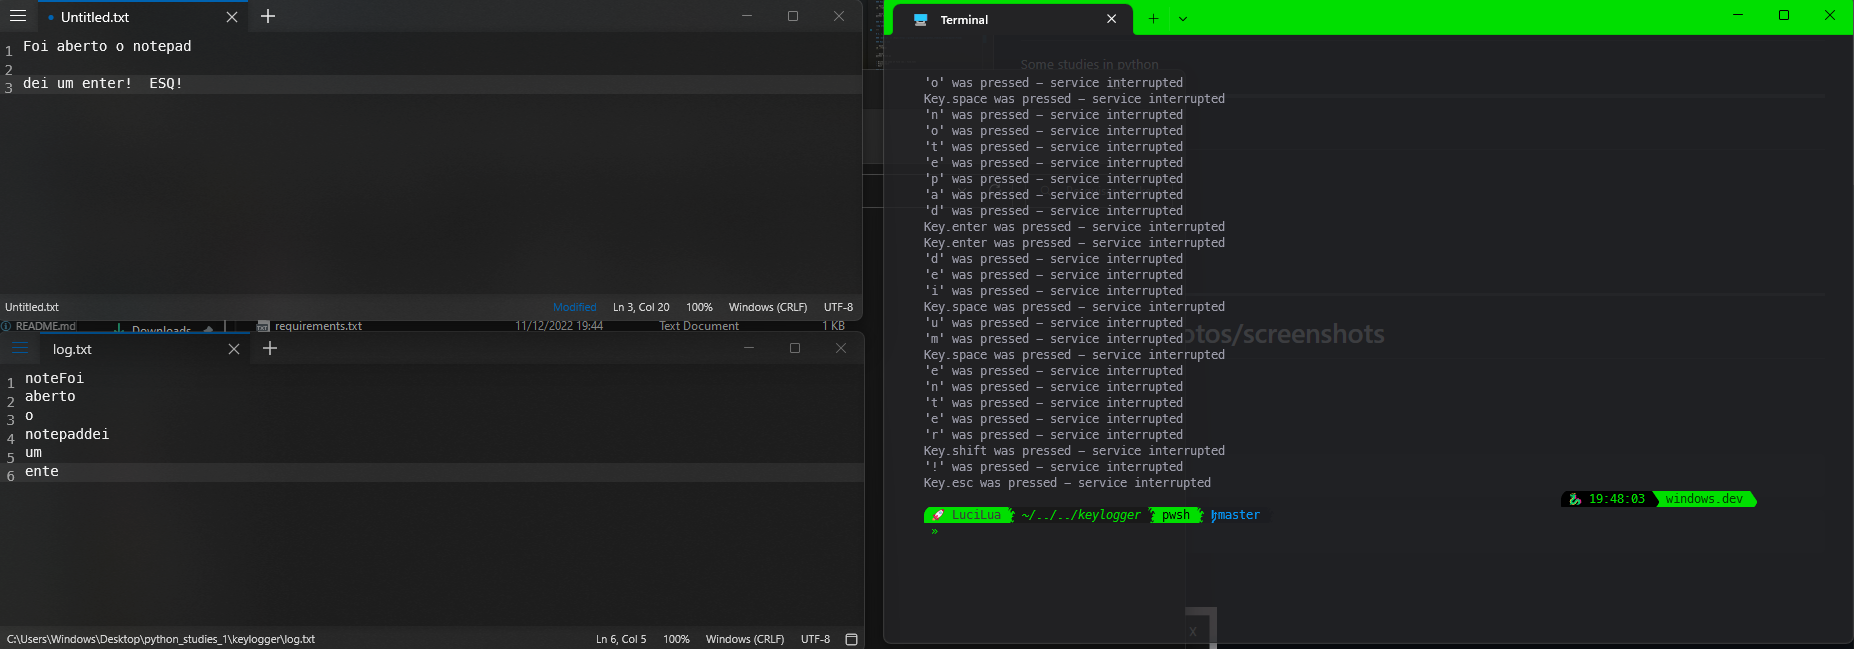 Untitled.txt
1 Foi aberto o notepad
2
3 dei um enter!  ESQ!
Untitled.txt Modified Ln 3, Col 20 100% Windows (CRLF) UTF-8
README.md Downloads requirements.txt 11/12/2022 19:44 Text Document 1 KB
log.txt
1 noteFoi
2 aberto
3 o
4 notepaddei
5 um
6 ente
C:\Users\Windows\Desktop\python_studies_1\keylogger\log.txt Ln 6, Col 5 100% Windows (CRLF) UTF-8
Terminal
Some studies in python
'o' was pressed – service interrupted
Key.space was pressed – service interrupted
'n' was pressed – service interrupted
'o' was pressed – service interrupted
't' was pressed – service interrupted
'e' was pressed – service interrupted
'p' was pressed – service interrupted
'a' was pressed – service interrupted
'd' was pressed – service interrupted
Key.enter was pressed – service interrupted
Key.enter was pressed – service interrupted
'd' was pressed – service interrupted
'e' was pressed – service interrupted
'i' was pressed – service interrupted
Key.space was pressed – service interrupted
'u' was pressed – service interrupted
'm' was pressed – service interrupted
otos/screenshots
Key.space was pressed – service interrupted
'e' was pressed – service interrupted
'n' was pressed – service interrupted
't' was pressed – service interrupted
'e' was pressed – service interrupted
'r' was pressed – service interrupted
Key.shift was pressed – service interrupted
'!' was pressed – service interrupted
Key.esc was pressed – service interrupted
19:48:03 windows.dev
LuciLua ~/../../keylogger pwsh master
»
x